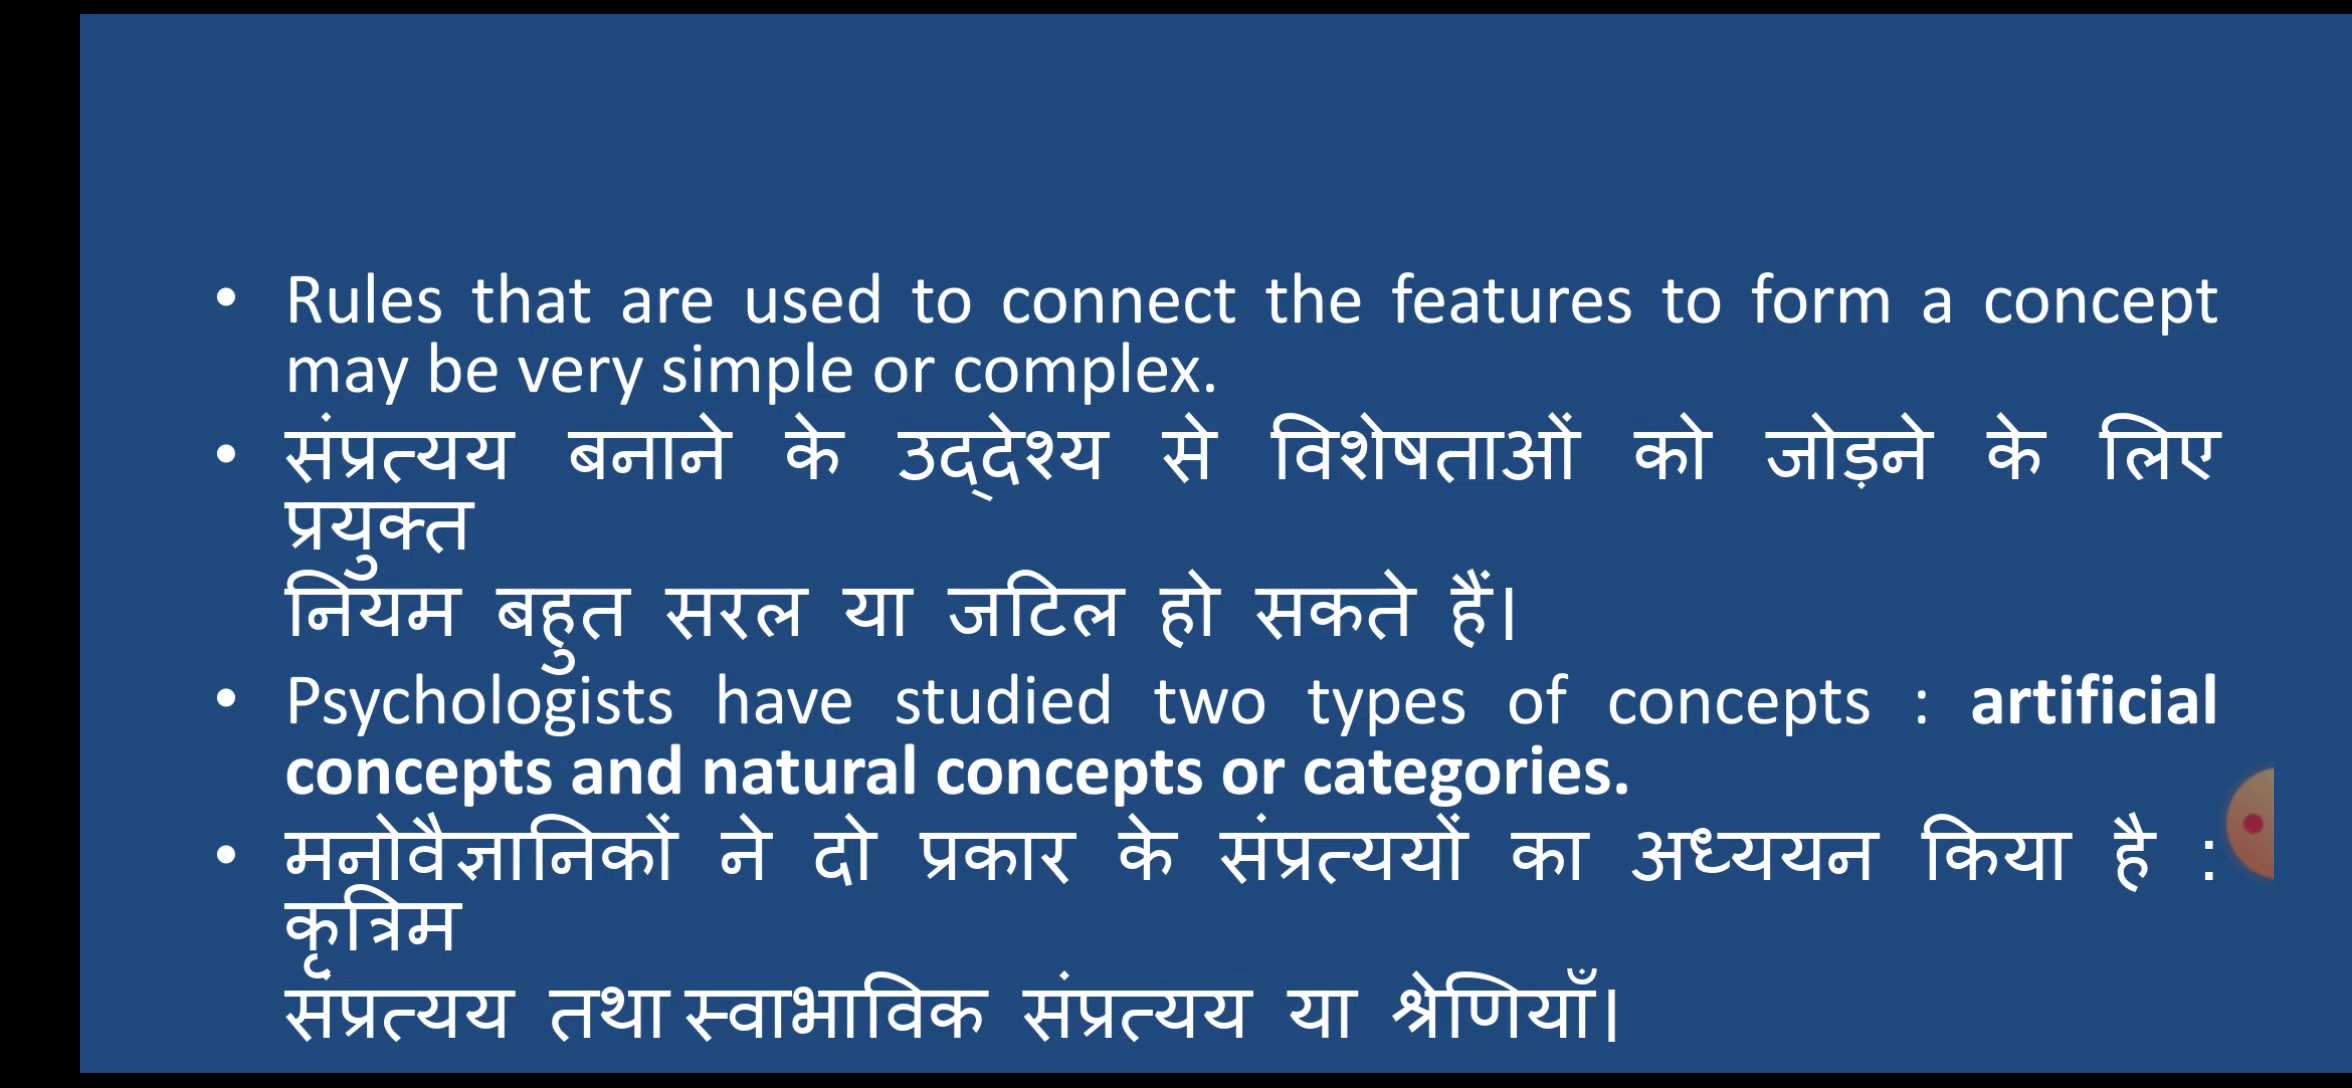 • Rules that are used to connect the features to form a concept
may be very simple or complex.
• संप्रत्यय बनाने के उद्देश्य से विशेषताओं को जोड़ने के लिए
प्रयुक्त
नियम बहुत सरल या जटिल हो सकते हैं।
• Psychologists have studied two types of concepts : artificial
concepts and natural concepts or categories.
• मनोवैज्ञानिकों ने दो प्रकार के संप्रत्ययों का अध्ययन किया है :
कृत्रिम
संप्रत्यय तथा स्वाभाविक संप्रत्यय या श्रेणियाँ।